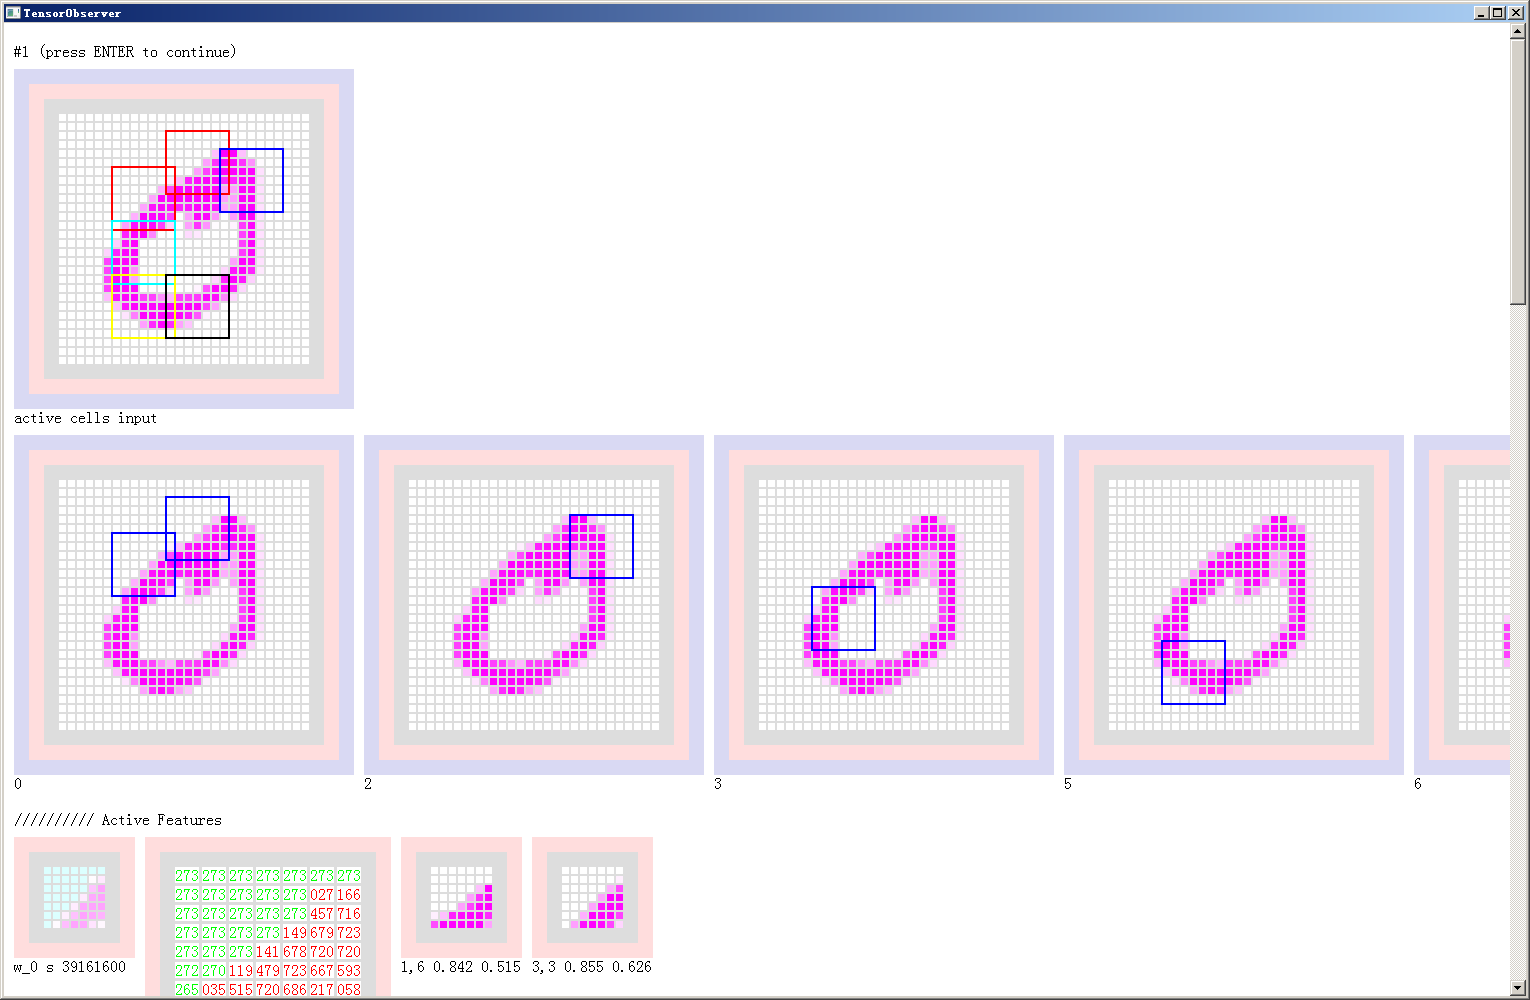 TensorObserver
#1 (press ENTER to continue)
active cells input
0 2 3 5 6
////////// Active Features
273 273 273 273 273 273 273
273 273 273 273 273 027 166
273 273 273 273 273 457 716
273 273 273 273 149 679 723
273 273 273 141 678 720 720
272 270 119 479 723 667 593
265 035 515 720 686 217 058
w_0 s 39161600 1,6 0.842 0.515 3,3 0.855 0.626